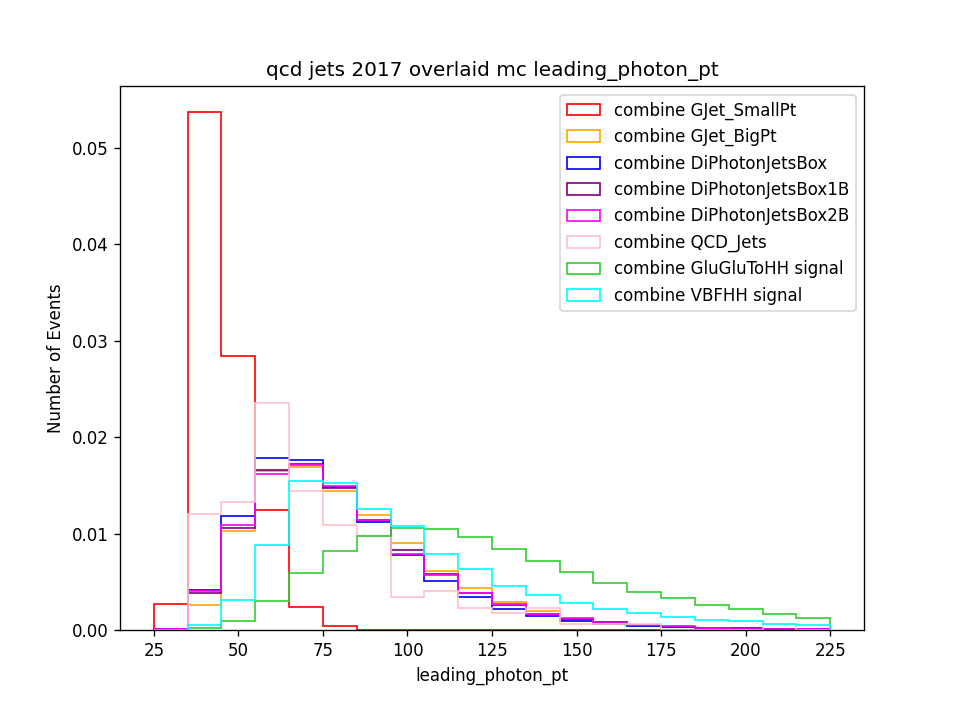 qcd jets 2017 overlaid mc leading_photon_pt
combine GJet_SmallPt
combine GJet_BigPt
combine DiPhotonJetsBox
combine DiPhotonJetsBox1B
combine DiPhotonJetsBox2B
combine QCD_Jets
combine GluGluToHH signal
combine VBFHH signal
Number of Events
0.05
0.04
0.03
0.02
0.01
0.00
25 50 75 100 125 150 175 200 225
leading_photon_pt